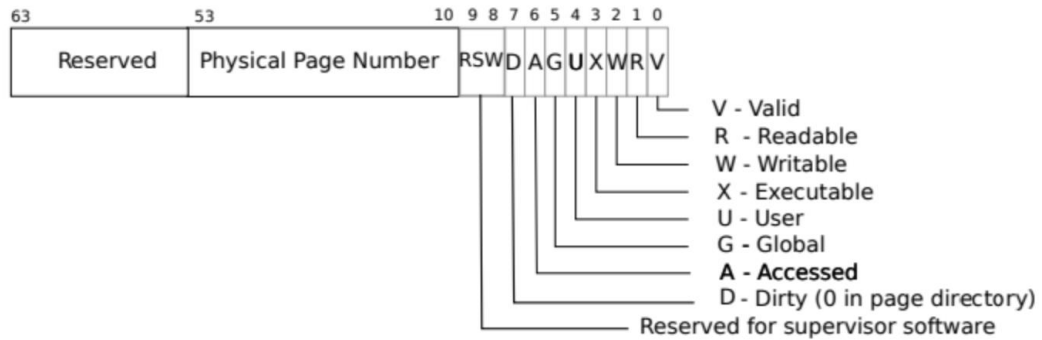 63 53 10 9 8 7 6 5 4 3 2 1 0
Reserved Physical Page Number RSW D A G U X W R V
V - Valid
R - Readable
W - Writable
X - Executable
U - User
G - Global
A - Accessed
D - Dirty (0 in page directory)
Reserved for supervisor software